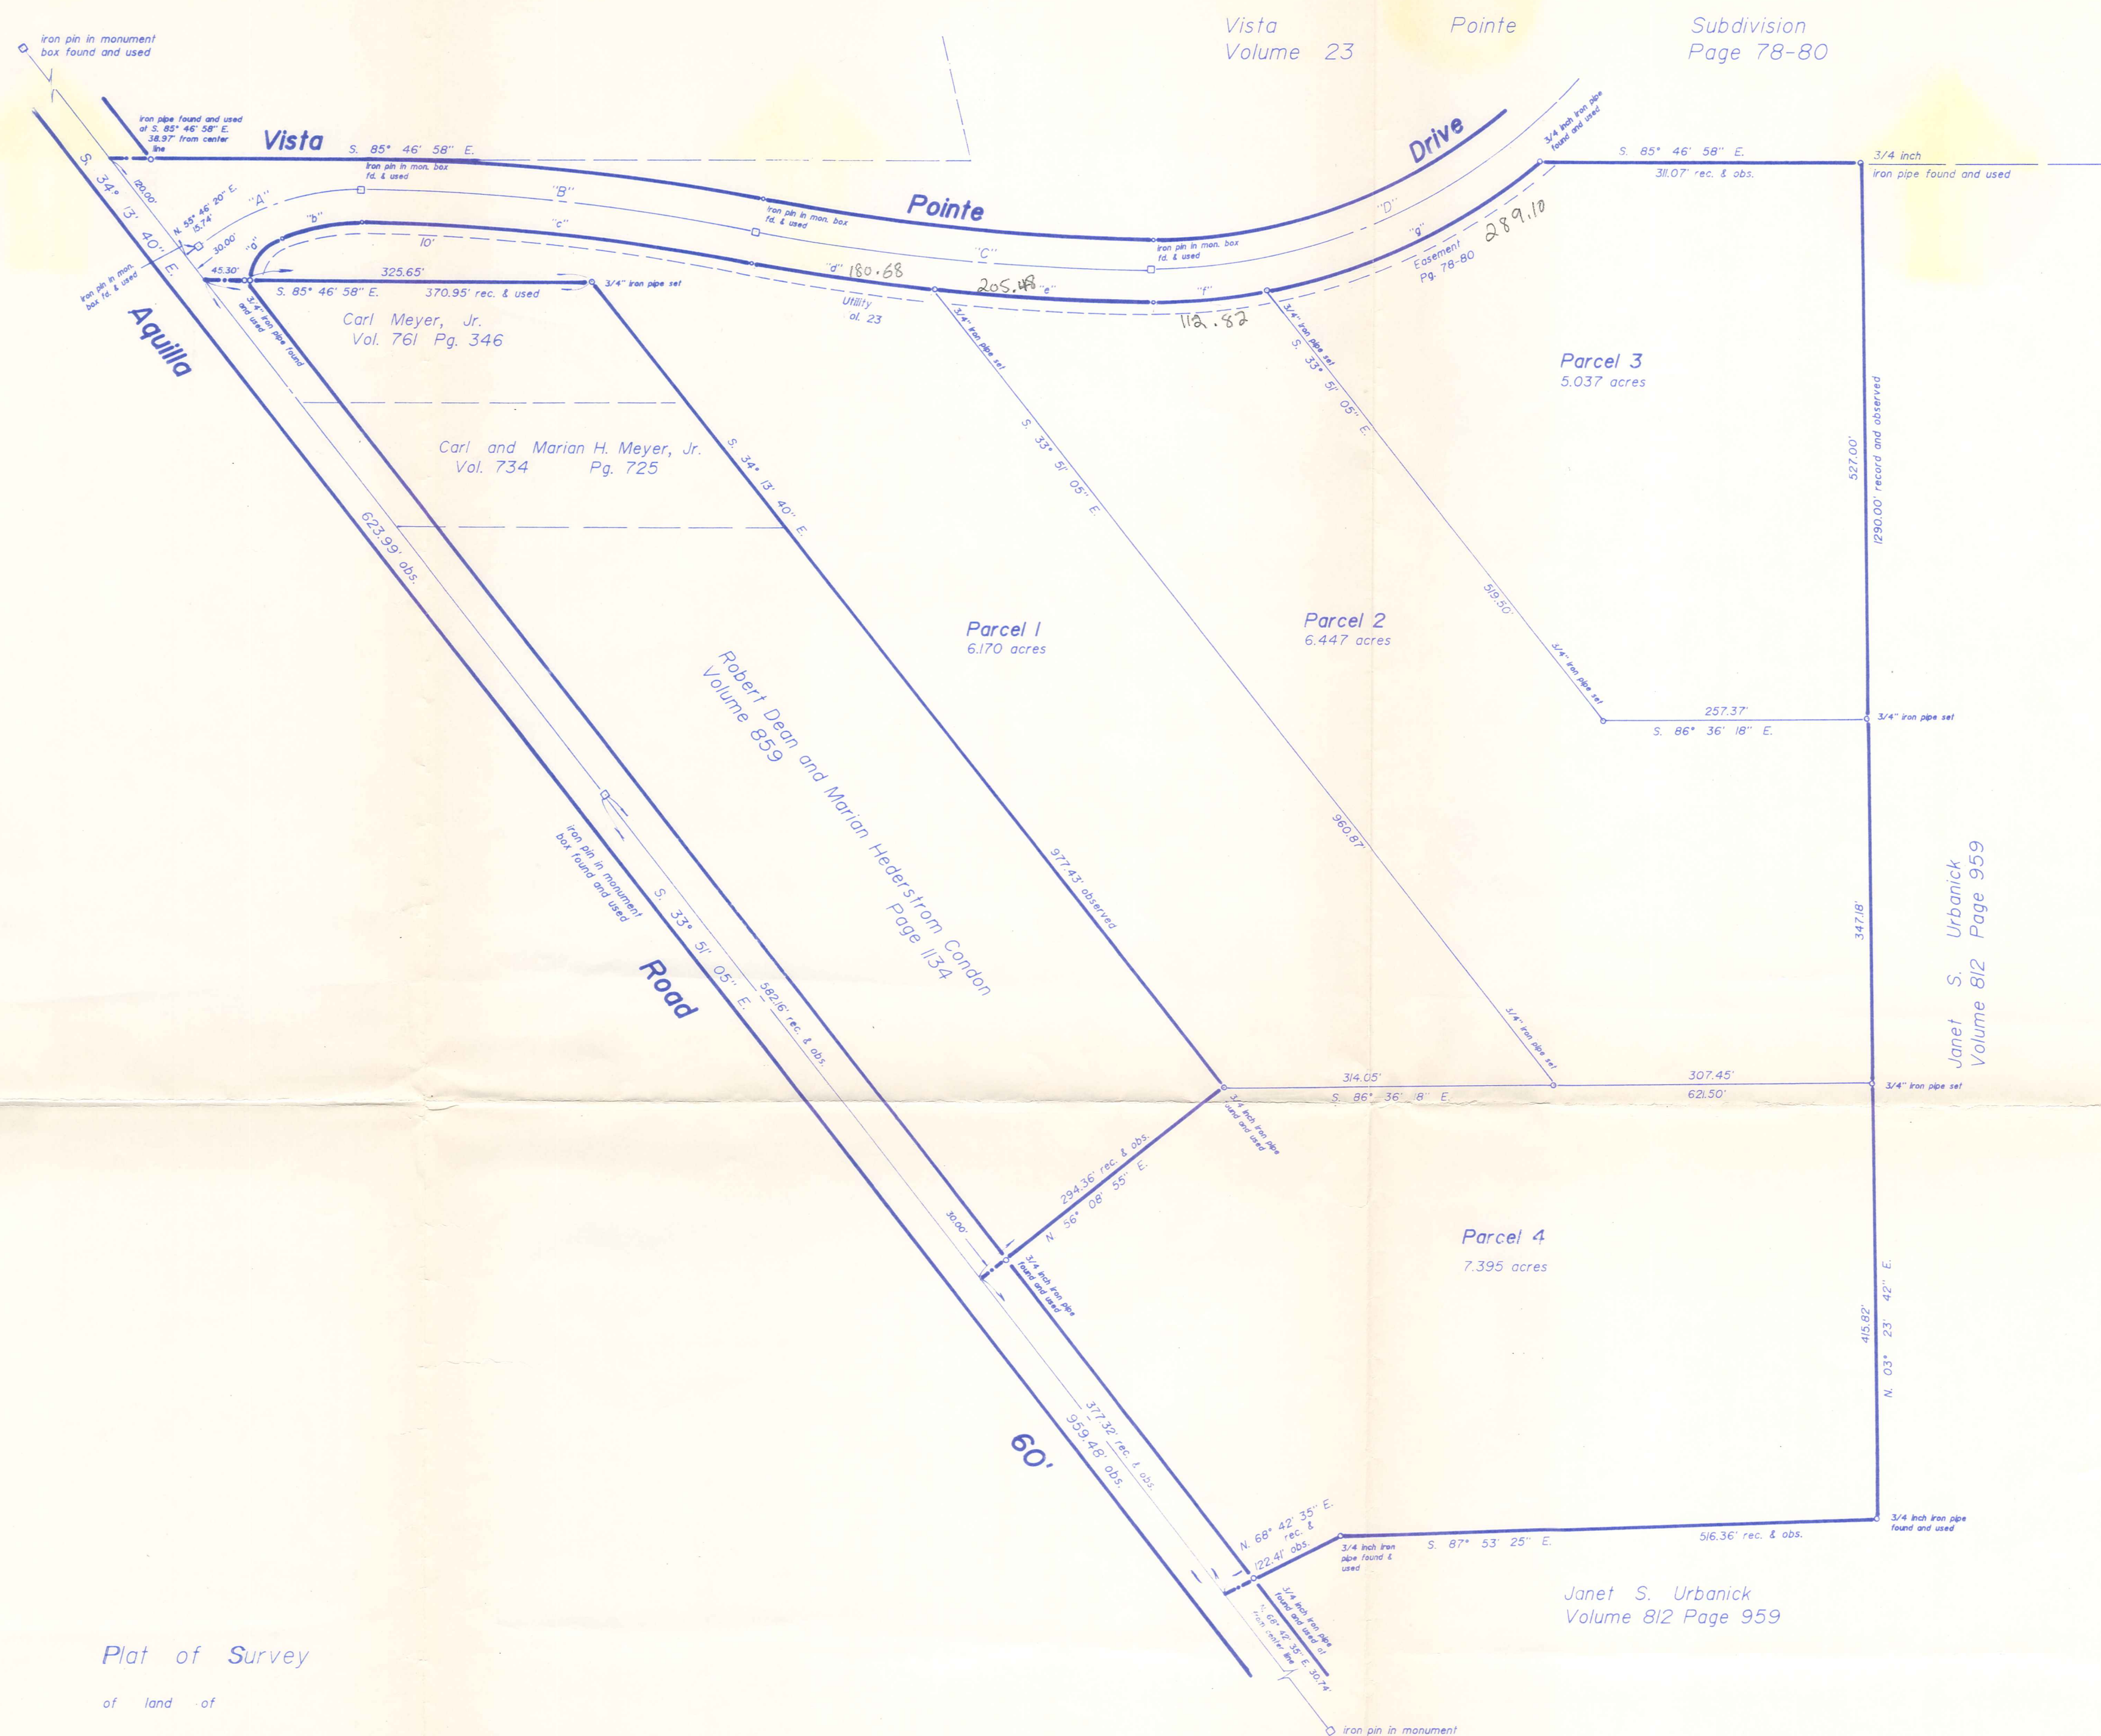 Vista Pointe Subdivision
Volume 23 Page 78-80
iron pin in monument
box found and used
iron pipe found and used
at S. 85° 46' 58" E.
38.97' from center
line
Vista
S. 85° 46' 58" E.
Iron pin in mon. box
fd. & used
"A"
"B"
Iron pin in mon. box
fd. & used
Pointe
"C"
Iron pin in mon. box
fd. & used
"D"
Drive
3/4 inch iron pipe
found and used
S. 85° 46' 58" E.
311.07' rec. & obs.
3/4 inch
iron pipe found and used
S. 34° 13' 40" E.
120.00'
N. 55° 46' 20" E.
15.74'
30.00'
iron pin in mon.
box fd. & used
45.30'
"a"
"b"
10'
"c"
"d" 180.68
205.48 "e"
"f"
112.82
"g"
289.10
Easement
Pg. 78-80
Utility
ol. 23
325.65'
S. 85° 46' 58" E. 370.95' rec. & used
3/4" iron pipe set
3/4" iron pipe found
and used
Carl Meyer, Jr.
Vol. 761 Pg. 346
Carl and Marian H. Meyer, Jr.
Vol. 734 Pg. 725
Aquilla
623.99' obs.
S. 34° 13' 40" E.
977.43' observed
3/4" iron pipe set
S. 33° 51' 05" E.
960.87'
3/4" iron pipe set
3/4" iron pipe set
S. 33° 51' 05" E.
519.50'
3/4" iron pipe set
Parcel 3
5.037 acres
527.00'
1290.00' record and observed
257.37'
S. 86° 36' 18" E.
3/4" iron pipe set
Parcel 1
6.170 acres
Parcel 2
6.447 acres
Robert Dean and Marian Hederstrom Condon
Volume 859 Page 1134
iron pin in monument
box found and used
S. 33° 51' 05" E.
582.16' rec. & obs.
Road
347.18'
Janet S. Urbanick
Volume 812 Page 959
314.05'
S. 86° 36' 18" E.
307.45'
621.50'
3/4" iron pipe set
3/4 inch iron pipe
found and used
294.36' rec. & obs.
N 56° 08' 55" E.
30.00'
3/4 inch iron pipe
found and used
Parcel 4
7.395 acres
415.82'
N. 03° 23' 42" E.
377.32' rec. & obs.
959.48' obs.
60'
N. 68° 42' 35" E.
rec. &
122.41' obs.
3/4 inch iron
pipe found &
used
S. 87° 53' 25" E.
516.36' rec. & obs.
3/4 inch iron pipe
found and used
3/4 inch iron pipe
found and used at
N. 68° 42' 35" E. 30.74'
from center line
Janet S. Urbanick
Volume 812 Page 959
iron pin in monument
Plat of Survey
of land of